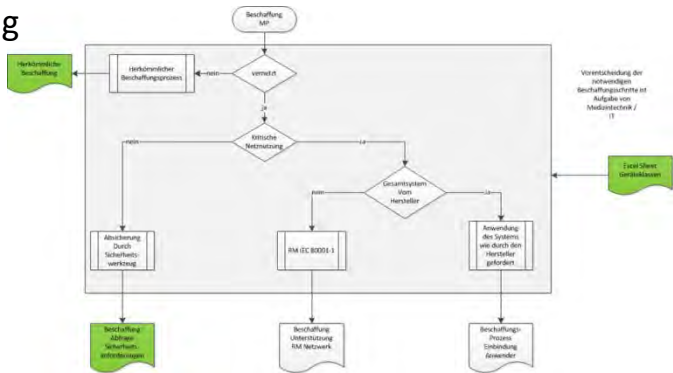 g
Beschaffung
MP
Herkömmliche
Beschaffung
Herkömmlicher
Beschaffungsprozess
nein
vernetzt
Vorentscheidung der
notwendigen
Beschaffungsschritte ist
Aufgabe von
Medizintechnik /
IT
Ja
nein
Kritische
Netznutzung
Ja
Excel Sheet
Geräteklassen
nein
Gesamtsystem
Vom
Hersteller
Ja
Absicherung
Durch
Sicherheits
werkzeug
RM IEC 80001-1
Anwendung
des Systems
wie durch den
Hersteller
gefordert
Beschaffung
Abfrage
Sicherheits
anforderungen
Beschaffung
Unterstützung
RM Netzwerk
Beschaffungs-
Prozess
Einbindung
Anwender